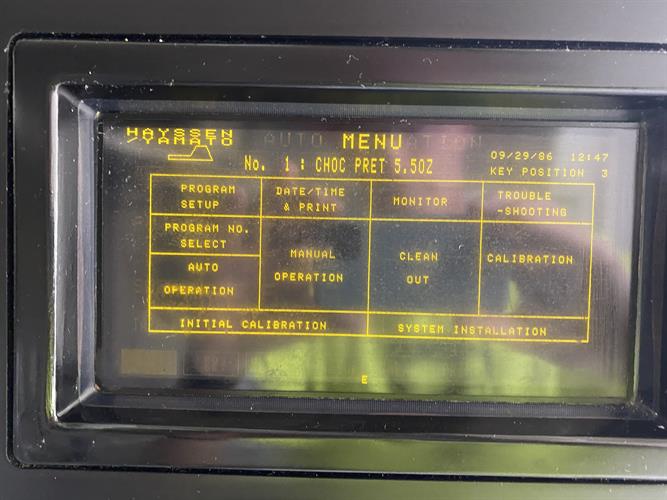 HAYSSEN
/YAMATO
MENU
No. 1 : CHOC PRET 5.5OZ
09/29/86 12:47
KEY POSITION 3
PROGRAM
SETUP
DATE/TIME
& PRINT
MONITOR
TROUBLE
-SHOOTING
PROGRAM NO.
SELECT
MANUAL
OPERATION
CLEAN
OUT
CALIBRATION
AUTO
OPERATION
INITIAL CALIBRATION
SYSTEM INSTALLATION
E